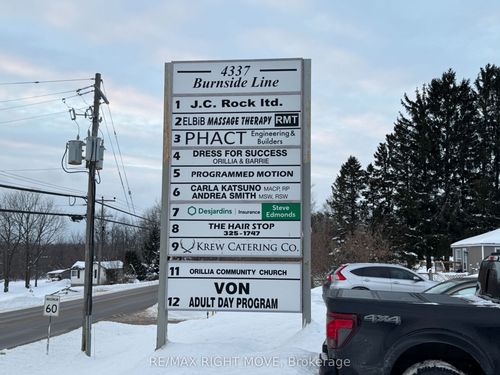 4337
Burnside Line
1 J.C. Rock ltd.
2 ELBIB MASSAGE THERAPY RMT
3 PHACT Engineering & Builders
4 DRESS FOR SUCCESS
ORILLIA & BARRIE
5 PROGRAMMED MOTION
6 CARLA KATSUNO MACP, RP
ANDREA SMITH MSW, RSW
7 Desjardins Insurance Steve Edmonds
8 THE HAIR STOP
325-1747
9 KREW CATERING CO.
11 ORILLIA COMMUNITY CHURCH
VON
12 ADULT DAY PROGRAM
60
4X4
RE/MAX RIGHT MOVE, Brokerage